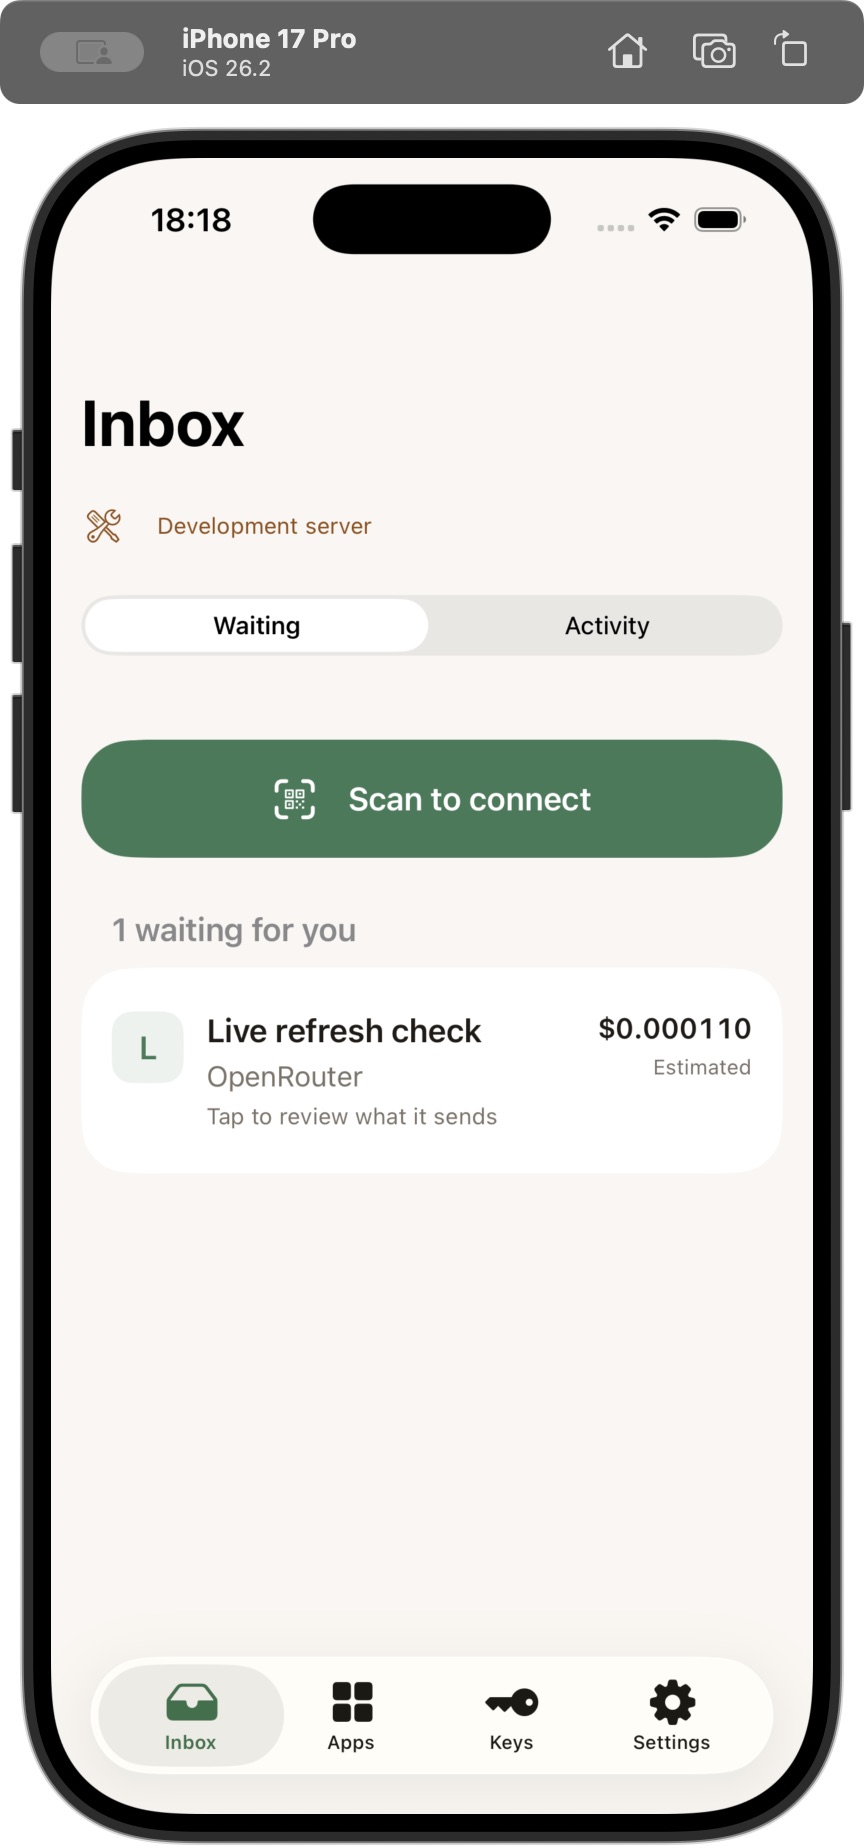 iPhone 17 Pro
iOS 26.2
18:18
Inbox
Development server
Waiting
Activity
Scan to connect
1 waiting for you
L
Live refresh check
$0.000110
OpenRouter
Estimated
Tap to review what it sends
Inbox
Apps
Keys
Settings